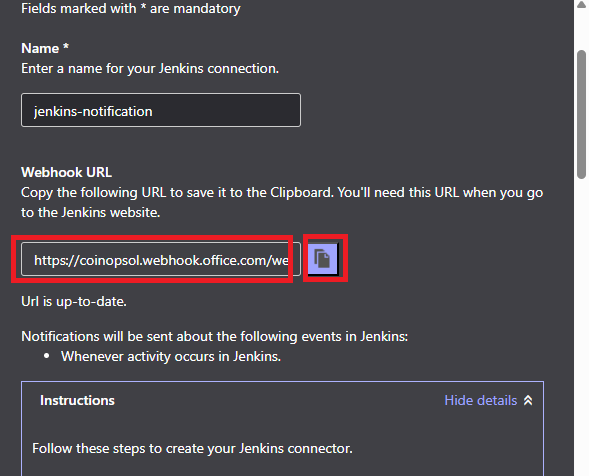 Fields marked with * are mandatory
Name *
Enter a name for your Jenkins connection.
jenkins-notification
Webhook URL
Copy the following URL to save it to the Clipboard. You'll need this URL when you go
to the Jenkins website.
https://coinopsol.webhook.office.com/we
Url is up-to-date.
Notifications will be sent about the following events in Jenkins:
• Whenever activity occurs in Jenkins.
Instructions
Hide details
Follow these steps to create your Jenkins connector.